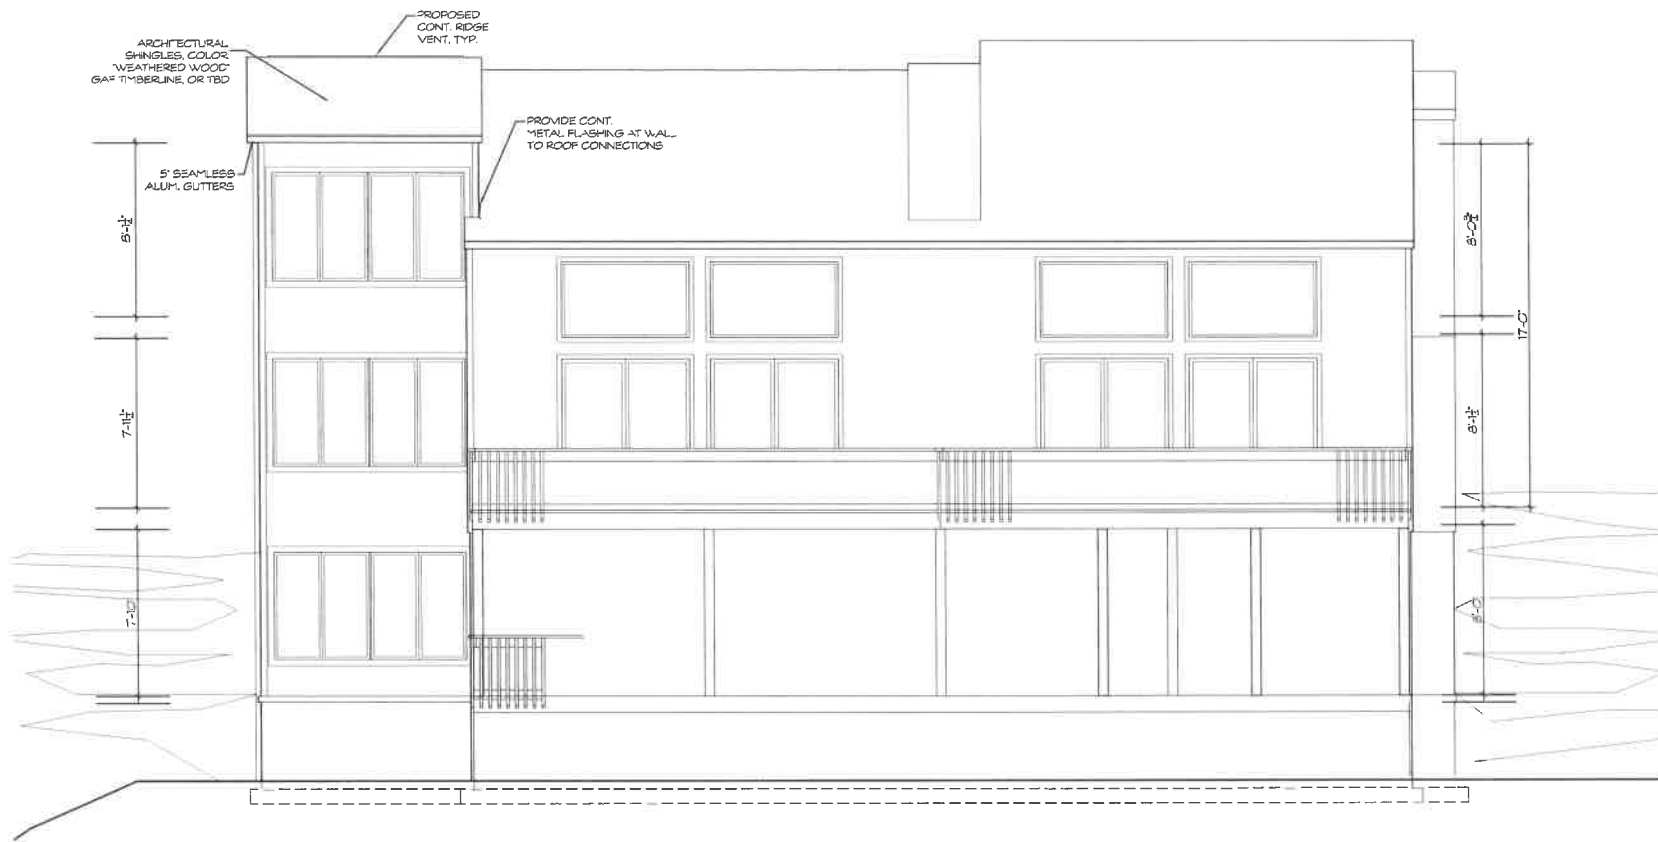 PROPOSED
CONT. RIDGE
VENT, TYP.
ARCHITECTURAL
SHINGLES, COLOR
"WEATHERED WOOD"
GAF TIMBERLINE, OR TBD
PROVIDE CONT.
METAL FLASHING AT WALL
TO ROOF CONNECTIONS
5" SEAMLESS
ALUM. GUTTERS
8'-1½"
7'-11½"
7'-10"
8'-0¾"
17'-0"
8'-1½"
8'-0"